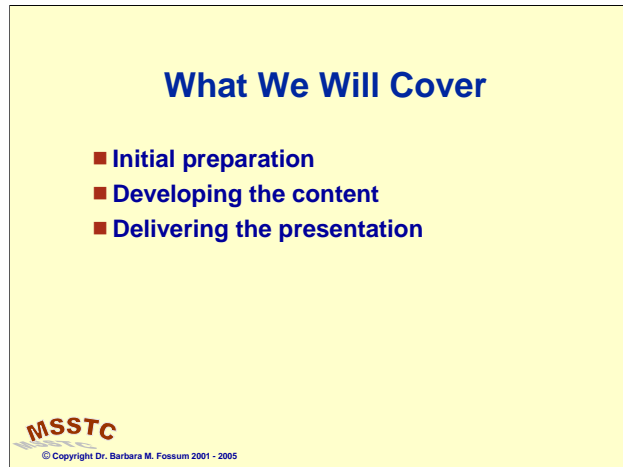 What We Will Cover
Initial preparation
Developing the content
Delivering the presentation
MSSTC
© Copyright Dr. Barbara M. Fossum 2001 - 2005